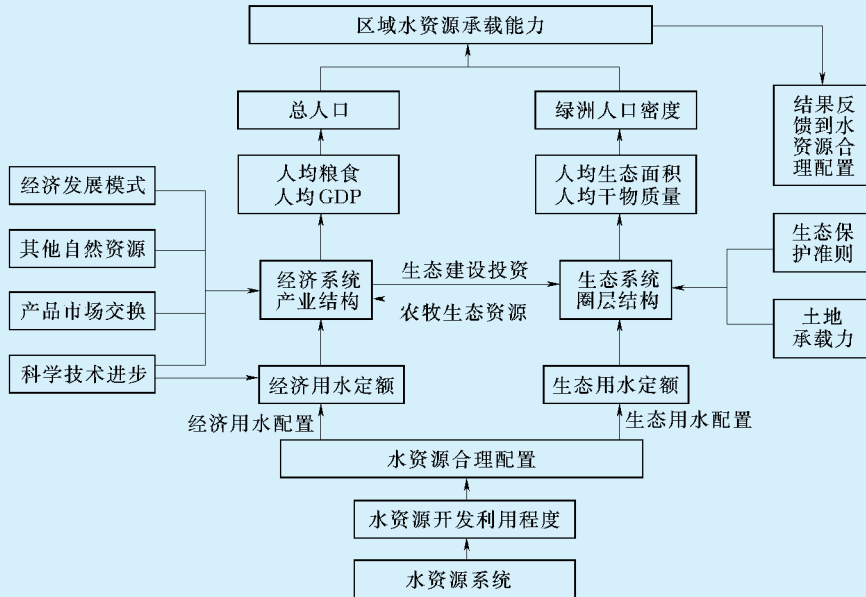 区域水资源承载能力
总人口
绿洲人口密度
结果反
馈到水
资源合
理配置
人均粮食
人均GDP
人均生态面积
人均干物质量
经济发展模式
其他自然资源
产品市场交换
科学技术进步
经济系统
产业结构
生态建设投资
农牧生态资源
生态系统
圈层结构
生态保
护准则
土地
承载力
经济用水定额
生态用水定额
经济用水配置
生态用水配置
水资源合理配置
水资源开发利用程度
水资源系统